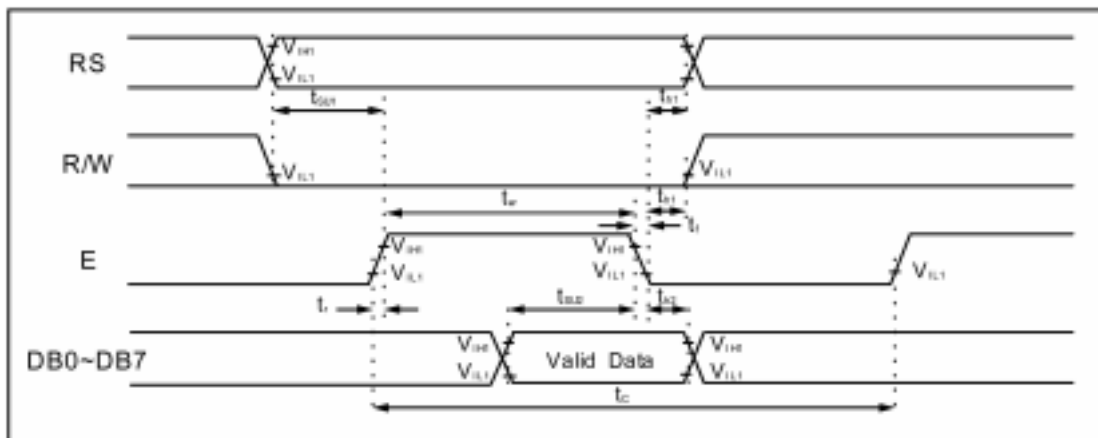 RS
VIH1
VIL1
tSU1
th1
R/W
VIL1
VIL1
tw
th1
tf
E
VIH1
VIH1
VIL1
VIL1
VIL1
tr
tSU2
th2
DB0~DB7
VIH1
Valid Data
VIH1
VIL1
VIL1
tC